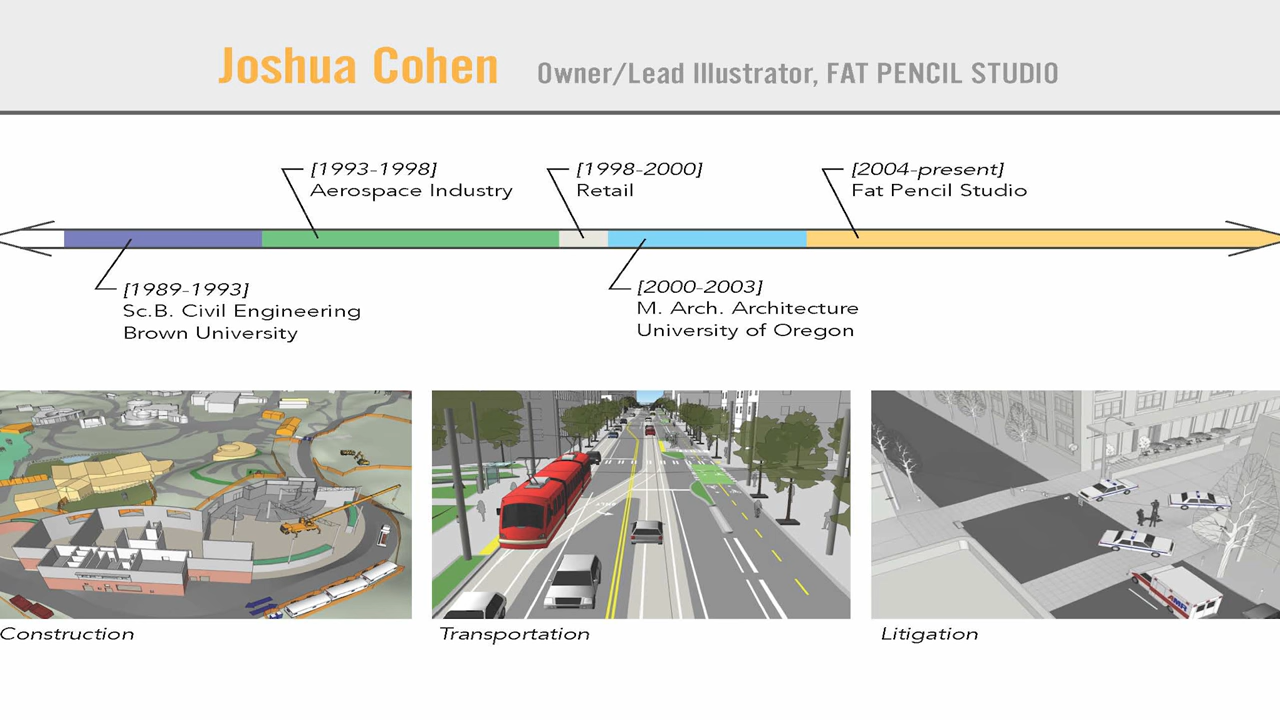 Joshua Cohen Owner/Lead Illustrator, FAT PENCIL STUDIO
[1993-1998]
Aerospace Industry
[1998-2000]
Retail
[2004-present]
Fat Pencil Studio
[1989-1993]
Sc.B. Civil Engineering
Brown University
[2000-2003]
M. Arch. Architecture
University of Oregon
Construction
Transportation
Litigation